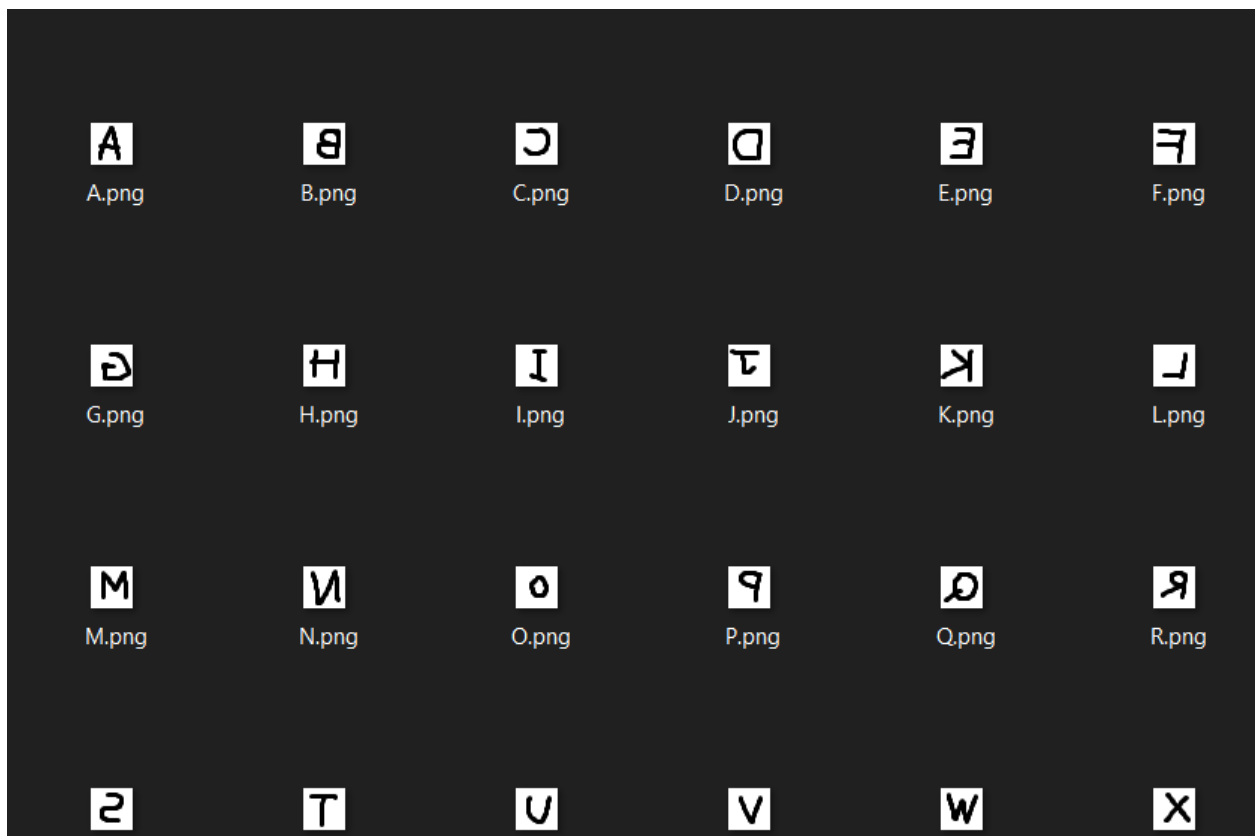 A B C D E F
A.png B.png C.png D.png E.png F.png
G H I J K L
G.png H.png I.png J.png K.png L.png
M N O P Q R
M.png N.png O.png P.png Q.png R.png
S T U V W X